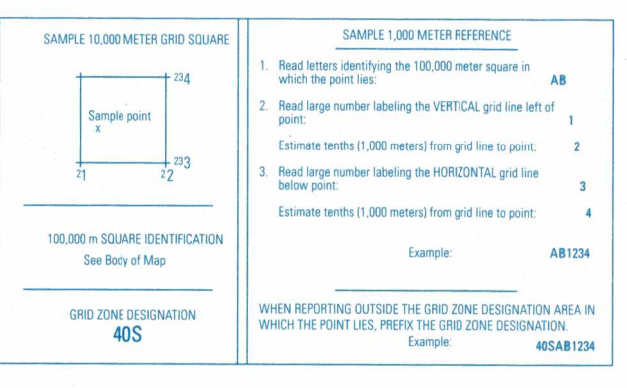 SAMPLE 10,000 METER GRID SQUARE
²³4
Sample point
x
²³3
²1
²2
100,000 m SQUARE IDENTIFICATION
See Body of Map
GRID ZONE DESIGNATION
40S
SAMPLE 1,000 METER REFERENCE
1. Read letters identifying the 100,000 meter square in
which the point lies: AB
2. Read large number labeling the VERTICAL grid line left of
point: 1
Estimate tenths (1,000 meters) from grid line to point: 2
3. Read large number labeling the HORIZONTAL grid line
below point: 3
Estimate tenths (1,000 meters) from grid line to point: 4
Example: AB1234
WHEN REPORTING OUTSIDE THE GRID ZONE DESIGNATION AREA IN
WHICH THE POINT LIES, PREFIX THE GRID ZONE DESIGNATION.
Example: 40SAB1234